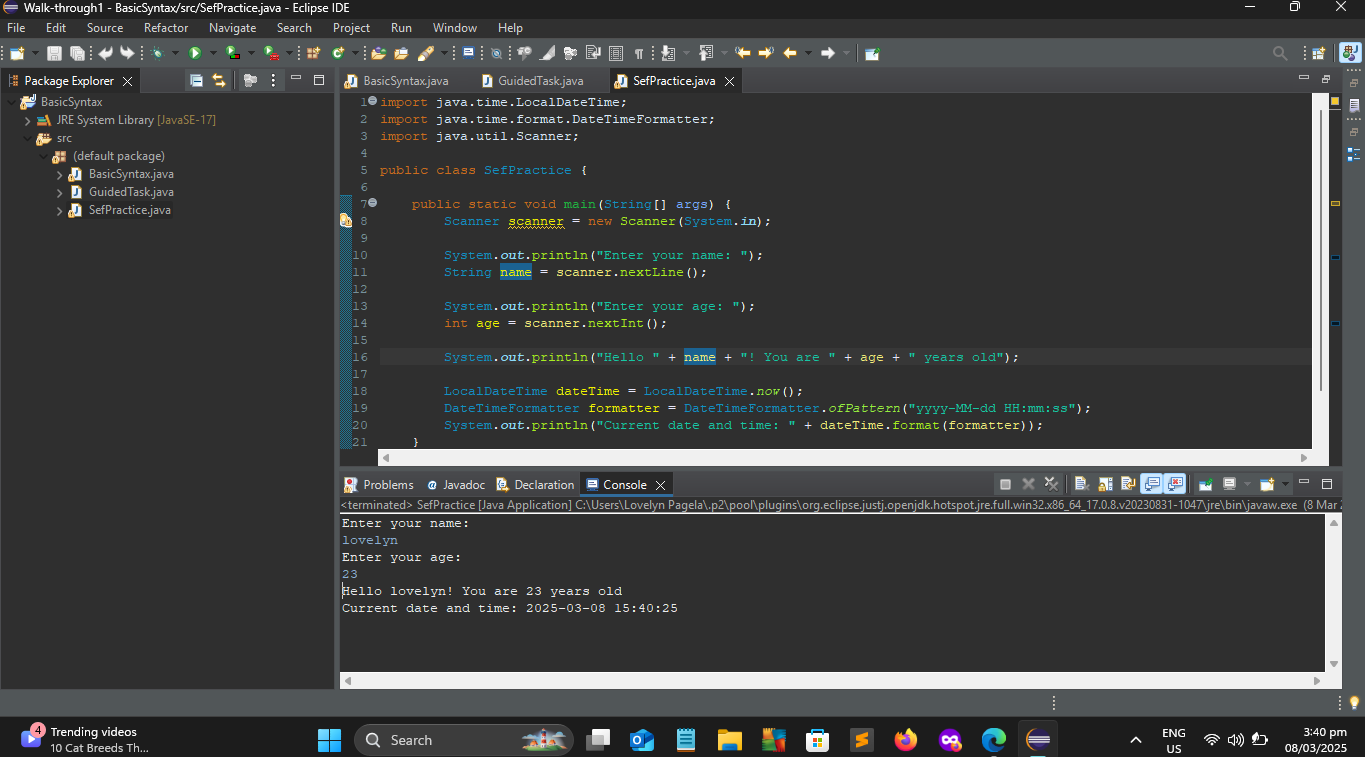 Walk-through1 - BasicSyntax/src/SefPractice.java - Eclipse IDE
File Edit Source Refactor Navigate Search Project Run Window Help
Package Explorer
BasicSyntax
JRE System Library [JavaSE-17]
src
(default package)
BasicSyntax.java
GuidedTask.java
SefPractice.java
BasicSyntax.java GuidedTask.java SefPractice.java
1 import java.time.LocalDateTime;
2 import java.time.format.DateTimeFormatter;
3 import java.util.Scanner;
4
5 public class SefPractice {
6
7 public static void main(String[] args) {
8 Scanner scanner = new Scanner(System.in);
9
10 System.out.println("Enter your name: ");
11 String name = scanner.nextLine();
12
13 System.out.println("Enter your age: ");
14 int age = scanner.nextInt();
15
16 System.out.println("Hello " + name + "! You are " + age + " years old");
17
18 LocalDateTime dateTime = LocalDateTime.now();
19 DateTimeFormatter formatter = DateTimeFormatter.ofPattern("yyyy-MM-dd HH:mm:ss");
20 System.out.println("Current date and time: " + dateTime.format(formatter));
21 }
Problems Javadoc Declaration Console
<terminated> SefPractice [Java Application] C:\Users\Lovelyn Pagela\.p2\pool\plugins\org.eclipse.justj.openjdk.hotspot.jre.full.win32.x86_64_17.0.8.v20230831-1047\jre\bin\javaw.exe (8 Mar
Enter your name:
lovelyn
Enter your age:
23
Hello lovelyn! You are 23 years old
Current date and time: 2025-03-08 15:40:25
4
Trending videos
10 Cat Breeds Th...
Search
ENG
US
3:40 pm
08/03/2025